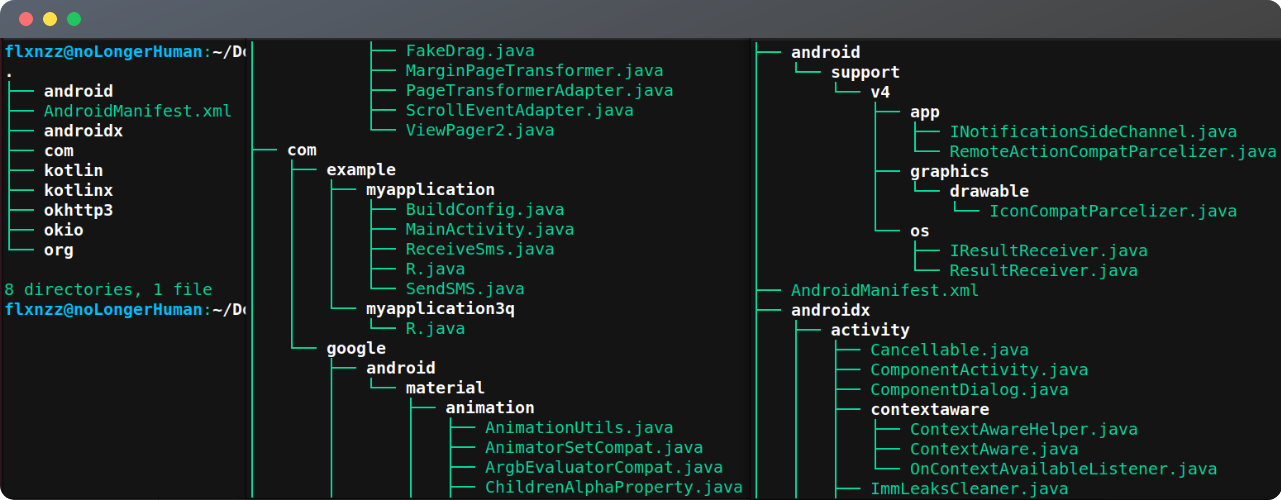 flxnzz@noLongerHuman:~/Do
.
├── android
├── AndroidManifest.xml
├── androidx
├── com
├── kotlin
├── kotlinx
├── okhttp3
├── okio
└── org
8 directories, 1 file
flxnzz@noLongerHuman:~/Do
├── FakeDrag.java
├── MarginPageTransformer.java
├── PageTransformerAdapter.java
├── ScrollEventAdapter.java
└── ViewPager2.java
├── com
├── example
├── myapplication
├── BuildConfig.java
├── MainActivity.java
├── ReceiveSms.java
├── R.java
└── SendSMS.java
└── myapplication3q
└── R.java
└── google
├── android
└── material
├── animation
├── AnimationUtils.java
├── AnimatorSetCompat.java
├── ArgbEvaluatorCompat.java
├── ChildrenAlphaProperty.java
├── android
└── support
└── v4
├── app
├── INotificationSideChannel.java
└── RemoteActionCompatParcelizer.java
├── graphics
└── drawable
└── IconCompatParcelizer.java
└── os
├── IResultReceiver.java
└── ResultReceiver.java
├── AndroidManifest.xml
├── androidx
├── activity
├── Cancellable.java
├── ComponentActivity.java
├── ComponentDialog.java
├── contextaware
├── ContextAwareHelper.java
├── ContextAware.java
└── OnContextAvailableListener.java
├── ImmLeaksCleaner.java